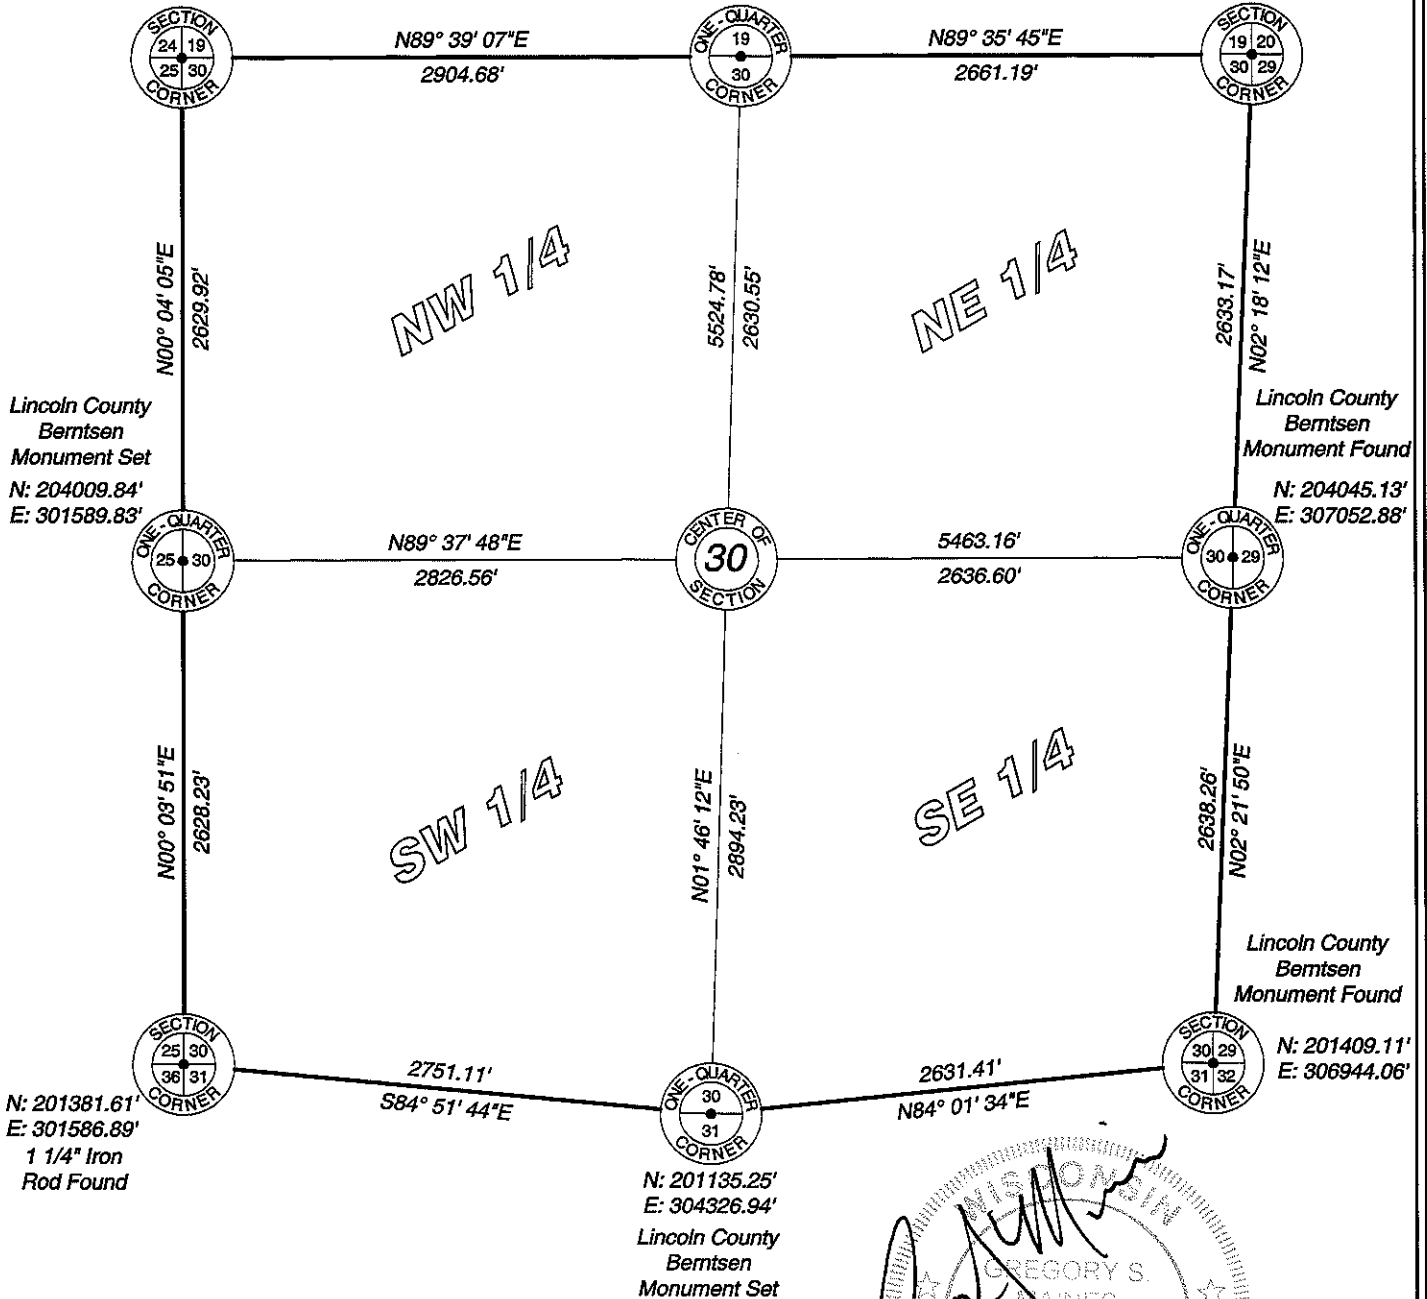 SECTION
24 19
25 30
CORNER
N89° 39' 07"E
2904.68'
ONE-QUARTER
19
30
CORNER
N89° 35' 45"E
2661.19'
SECTION
19 20
30 29
CORNER
N00° 04' 05"E
2629.92'
NW 1/4
5524.78'
2630.55'
NE 1/4
2633.17'
N02° 18' 12"E
Lincoln County
Berntsen
Monument Set
N: 204009.84'
E: 301589.83'
Lincoln County
Berntsen
Monument Found
N: 204045.13'
E: 307052.88'
ONE-QUARTER
25 30
CORNER
N89° 37' 48"E
2826.56'
CENTER OF
30
SECTION
5463.16'
2636.60'
ONE-QUARTER
30 29
CORNER
N00° 03' 51"E
2628.23'
SW 1/4
N01° 46' 12"E
2894.23'
SE 1/4
2638.26'
N02° 21' 50"E
Lincoln County
Berntsen
Monument Found
N: 201409.11'
E: 306944.06'
SECTION
25 30
36 31
CORNER
N: 201381.61'
E: 301586.89'
1 1/4" Iron
Rod Found
2751.11'
S84° 51' 44"E
ONE-QUARTER
30
31
CORNER
2631.41'
N84° 01' 34"E
SECTION
30 29
31 32
CORNER
N: 201135.25'
E: 304326.94'
Lincoln County
Berntsen
Monument Set
WISCONSIN
GREGORY S.